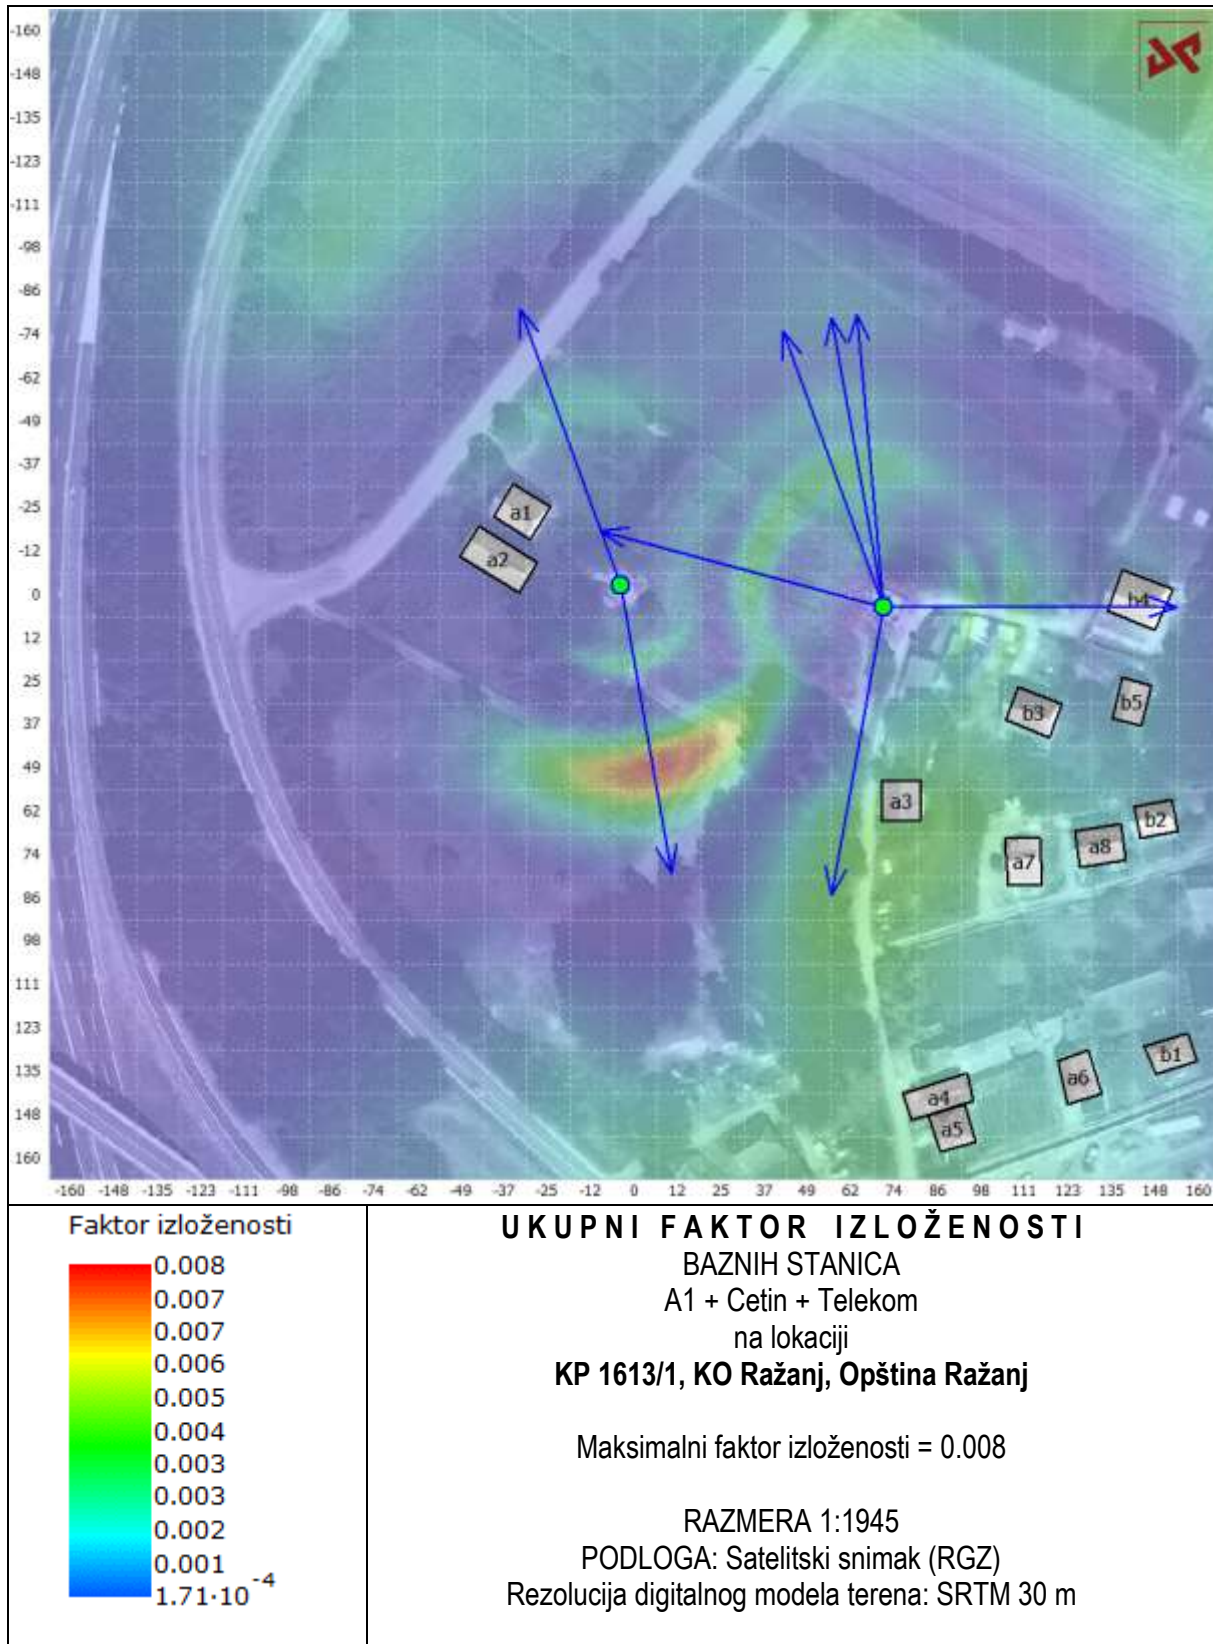 -160
-148
-135
-123
-111
-98
-86
-74
-62
-49
-37
-25
-12
0
12
25
37
49
62
74
86
98
111
123
135
148
160
a1
a2
b4
b5
b3
a3
b2
a8
a7
b1
a6
a4
a5
-160 -148 -135 -123 -111 -98 -86 -74 -62 -49 -37 -25 -12 0 12 25 37 49 62 74 86 98 111 123 135 148 160
Faktor izloženosti
0.008
0.007
0.007
0.006
0.005
0.004
0.003
0.003
0.002
0.001
1.71·10⁻⁴
UKUPNI FAKTOR IZLOŽENOSTI
BAZNIH STANICA
A1 + Cetin + Telekom
na lokaciji
KP 1613/1, KO Ražanj, Opština Ražanj
Maksimalni faktor izloženosti = 0.008
RAZMERA 1:1945
PODLOGA: Satelitski snimak (RGZ)
Rezolucija digitalnog modela terena: SRTM 30 m